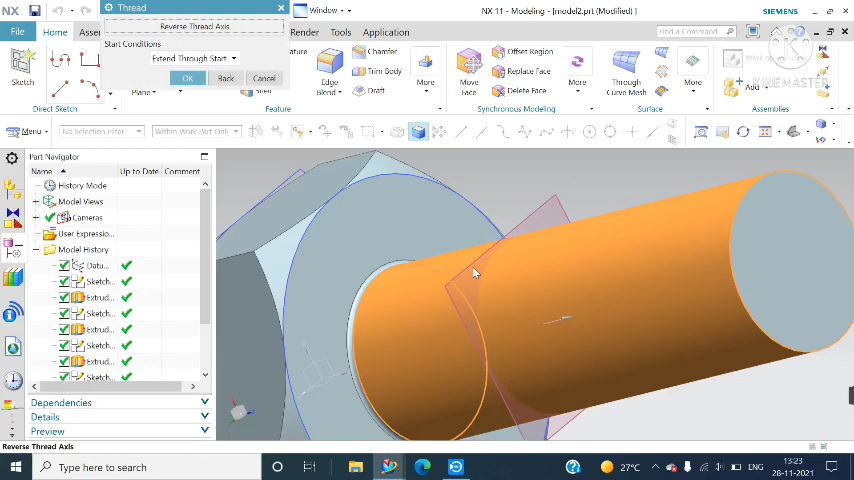 NX
Window
Thread
NX 11 - Modeling - [model2.prt (Modified) ]
SIEMENS
File
Home
Render
Tools
Application
Find a Command
Reverse Thread Axis
Start Conditions
Extend Through Start
OK
Back
Cancel
Sketch
Direct Sketch
Edge
Blend
Chamfer
Trim Body
Draft
More
Feature
Move
Face
Offset Region
Replace Face
Delete Face
More
Synchronous Modeling
Through
Curve Mesh
More
Surface
Add
Assemblies
KINEMASTER
Menu
No Selection Filter
Within Work Part Only
Part Navigator
Name
Up to Date
Comment
History Mode
Model Views
Cameras
User Expressio...
Model History
Datu...
Sketch...
Extrud...
Sketch...
Extrud...
Sketch...
Extrud...
Sketch...
Dependencies
Details
Preview
Reverse Thread Axis
Type here to search
27°C
ENG
13:23
28-11-2021